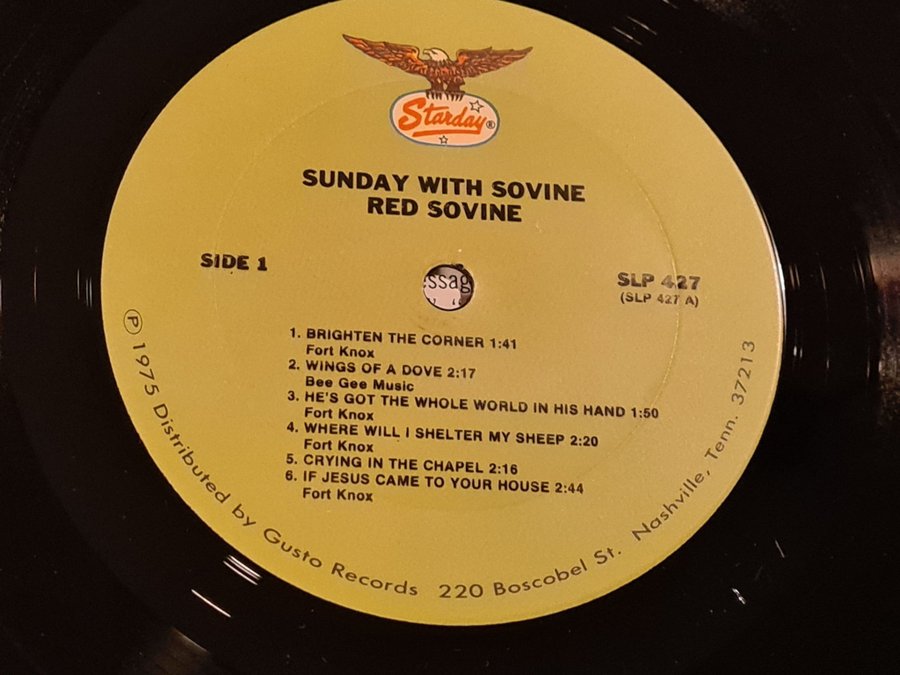 Starday®
SUNDAY WITH SOVINE
RED SOVINE
SIDE 1
SLP 427
(SLP 427 A)
ssag
1. BRIGHTEN THE CORNER 1:41
Fort Knox
2. WINGS OF A DOVE 2:17
Bee Gee Music
3. HE'S GOT THE WHOLE WORLD IN HIS HAND 1:50
Fort Knox
4. WHERE WILL I SHELTER MY SHEEP 2:20
Fort Knox
5. CRYING IN THE CHAPEL 2:16
6. IF JESUS CAME TO YOUR HOUSE 2:44
Fort Knox
℗ 1975 Distributed by Gusto Records 220 Boscobel St. Nashville, Tenn. 37213